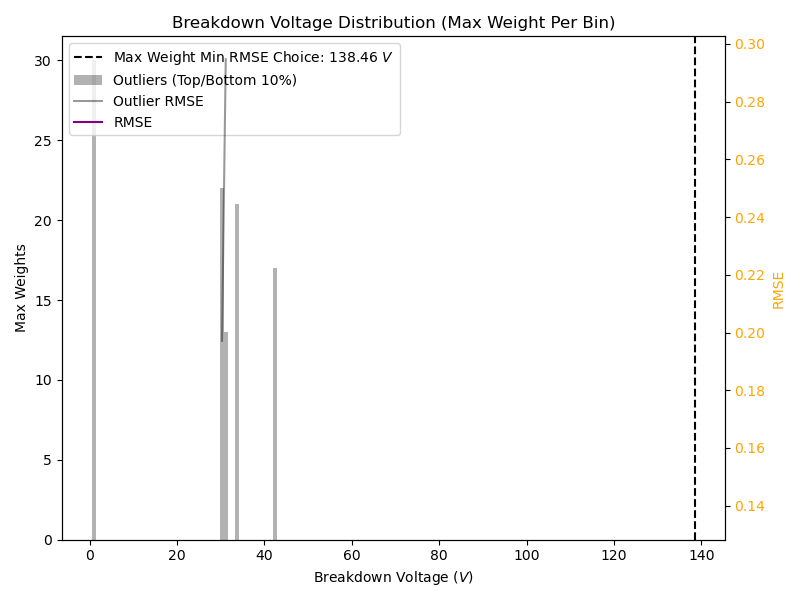 Breakdown Voltage Distribution (Max Weight Per Bin)
Max Weight Min RMSE Choice: 138.46 V
Outliers (Top/Bottom 10%)
Outlier RMSE
RMSE
Max Weights
30
25
20
15
10
5
0
0 20 40 60 80 100 120 140
Breakdown Voltage (V)
0.30
0.28
0.26
0.24
0.22
0.20
0.18
0.16
0.14
RMSE